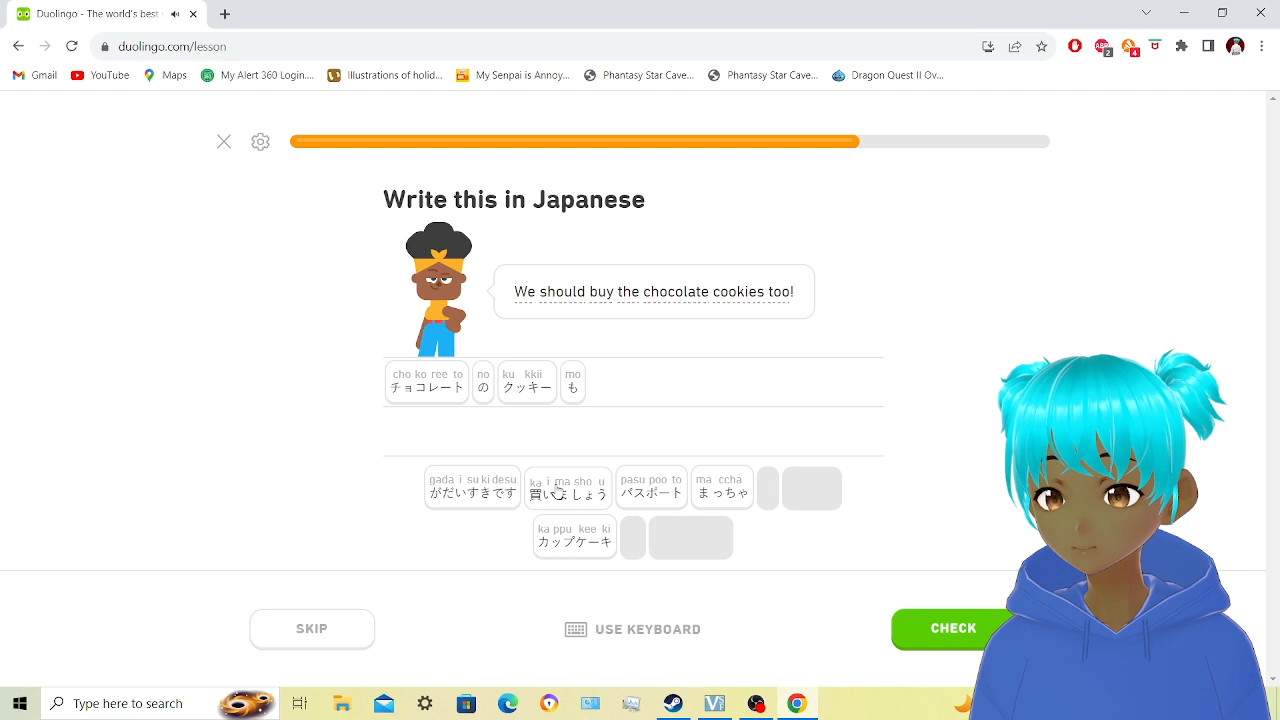 Duolingo - The world's best
duolingo.com/lesson
2
4
Gmail
YouTube
Maps
My Alert 360 Login....
Illustrations of holid...
My Senpai is Annoy...
Phantasy Star Cave...
Phantasy Star Cave...
Dragon Quest II Ov...
Write this in Japanese
We should buy the chocolate cookies too!
cho ko ree to no ku kkii mo
チョコレート の クッキー も
gada i su ki desu ka i ma sho u pasu poo to ma ccha
がだいすきです 買いましょう パスポート まっちゃ
ka ppu kee ki
カップケーキ
SKIP
USE KEYBOARD
CHECK
Type here to search